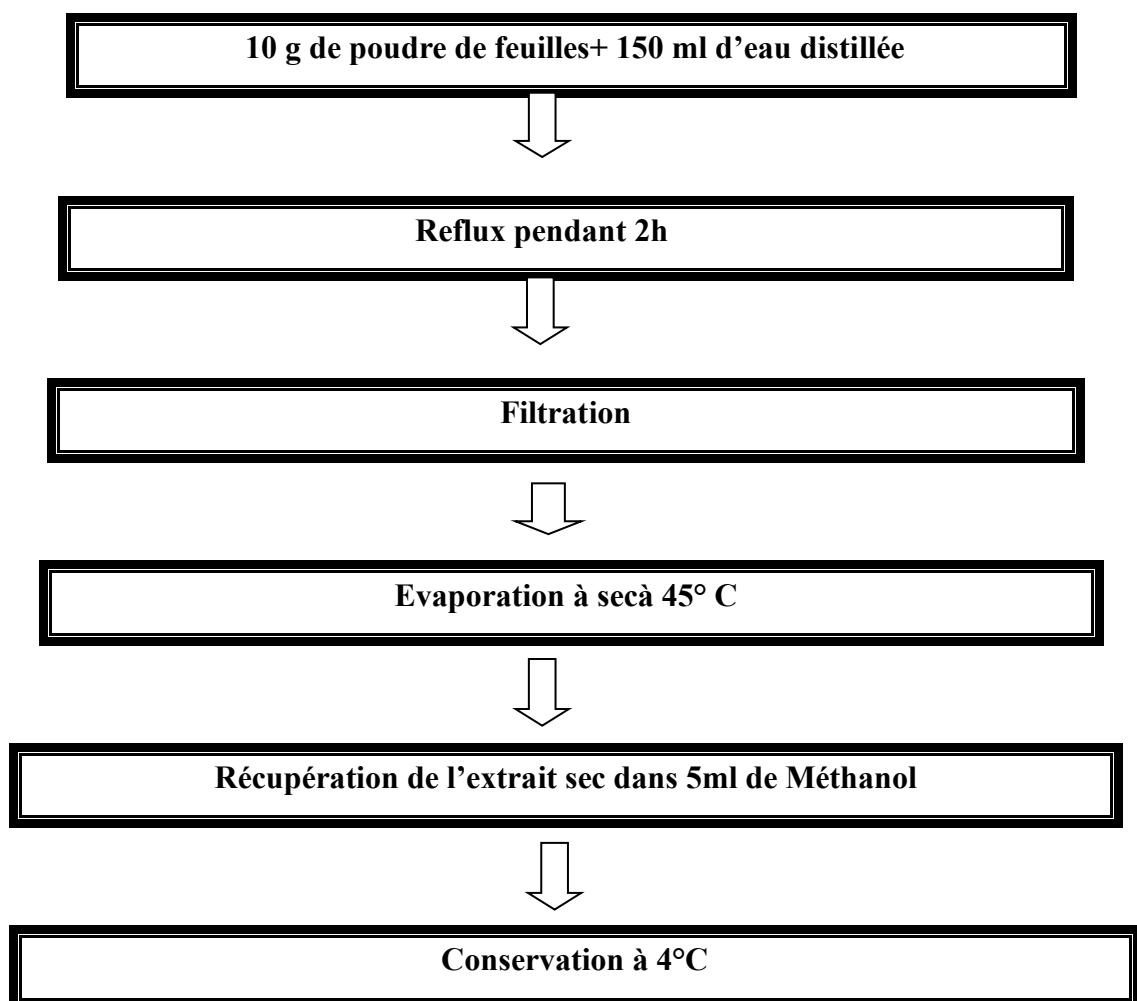 10 g de poudre de feuilles+ 150 ml d’eau distillée
Reflux pendant 2h
Filtration
Evaporation à secà 45° C
Récupération de l’extrait sec dans 5ml de Méthanol
Conservation à 4°C